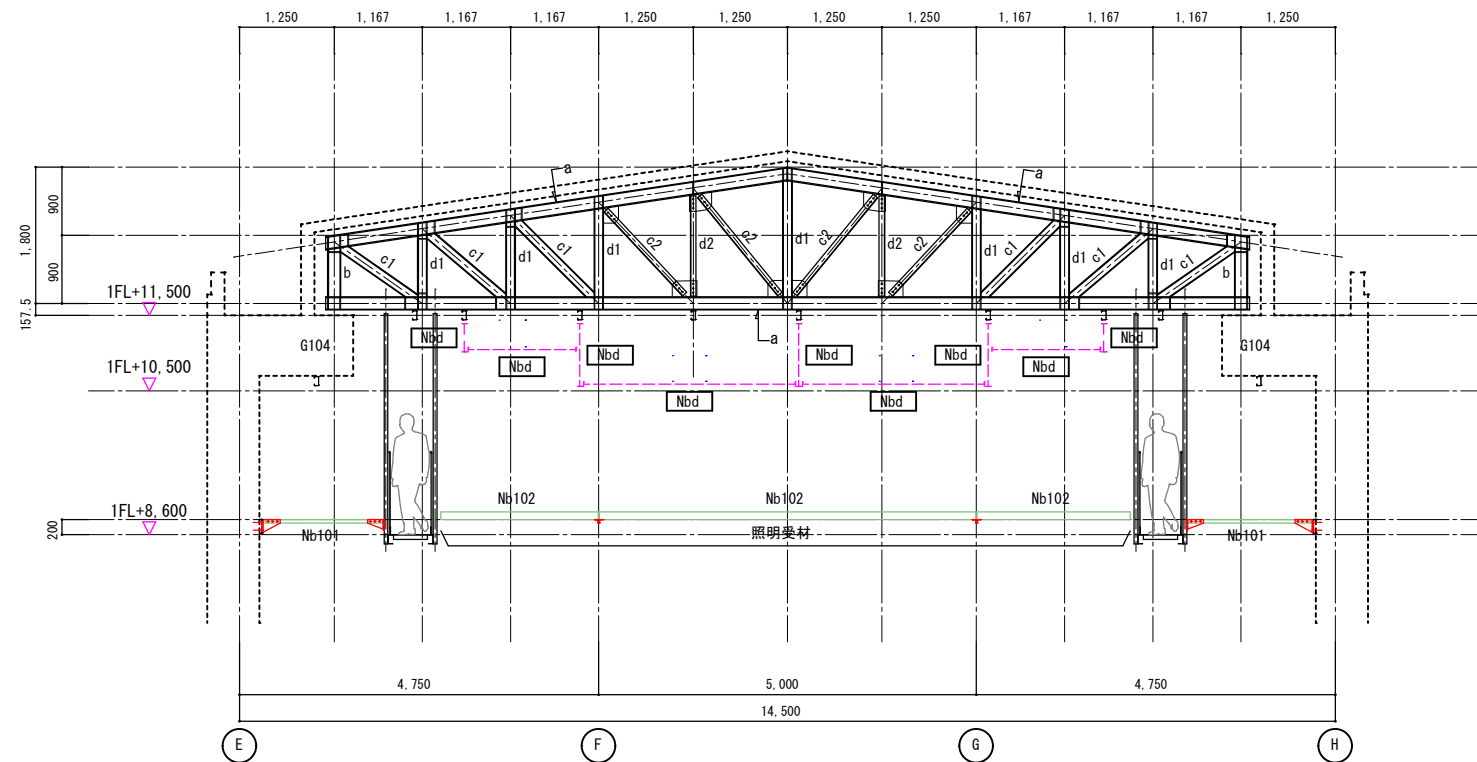 1,250 1,167 1,167 1,167 1,250 1,250 1,250 1,250 1,167 1,167 1,167 1,250
a a
900
1,800
900
157.5
b c1 d1 c1 d1 c1 d1 c2 d2 c2 d1 c2 d2 c2 d1 c1 d1 c1 d1 c1 b
1FL+11,500
a
G104 Nbd Nbd Nbd Nbd Nbd G104
Nbd Nbd
1FL+10,500
Nbd Nbd
Nb102 Nb102 Nb102
1FL+8,600
200
Nb101 照明受材 Nb101
4,750 5,000 4,750
14,500
E F G H